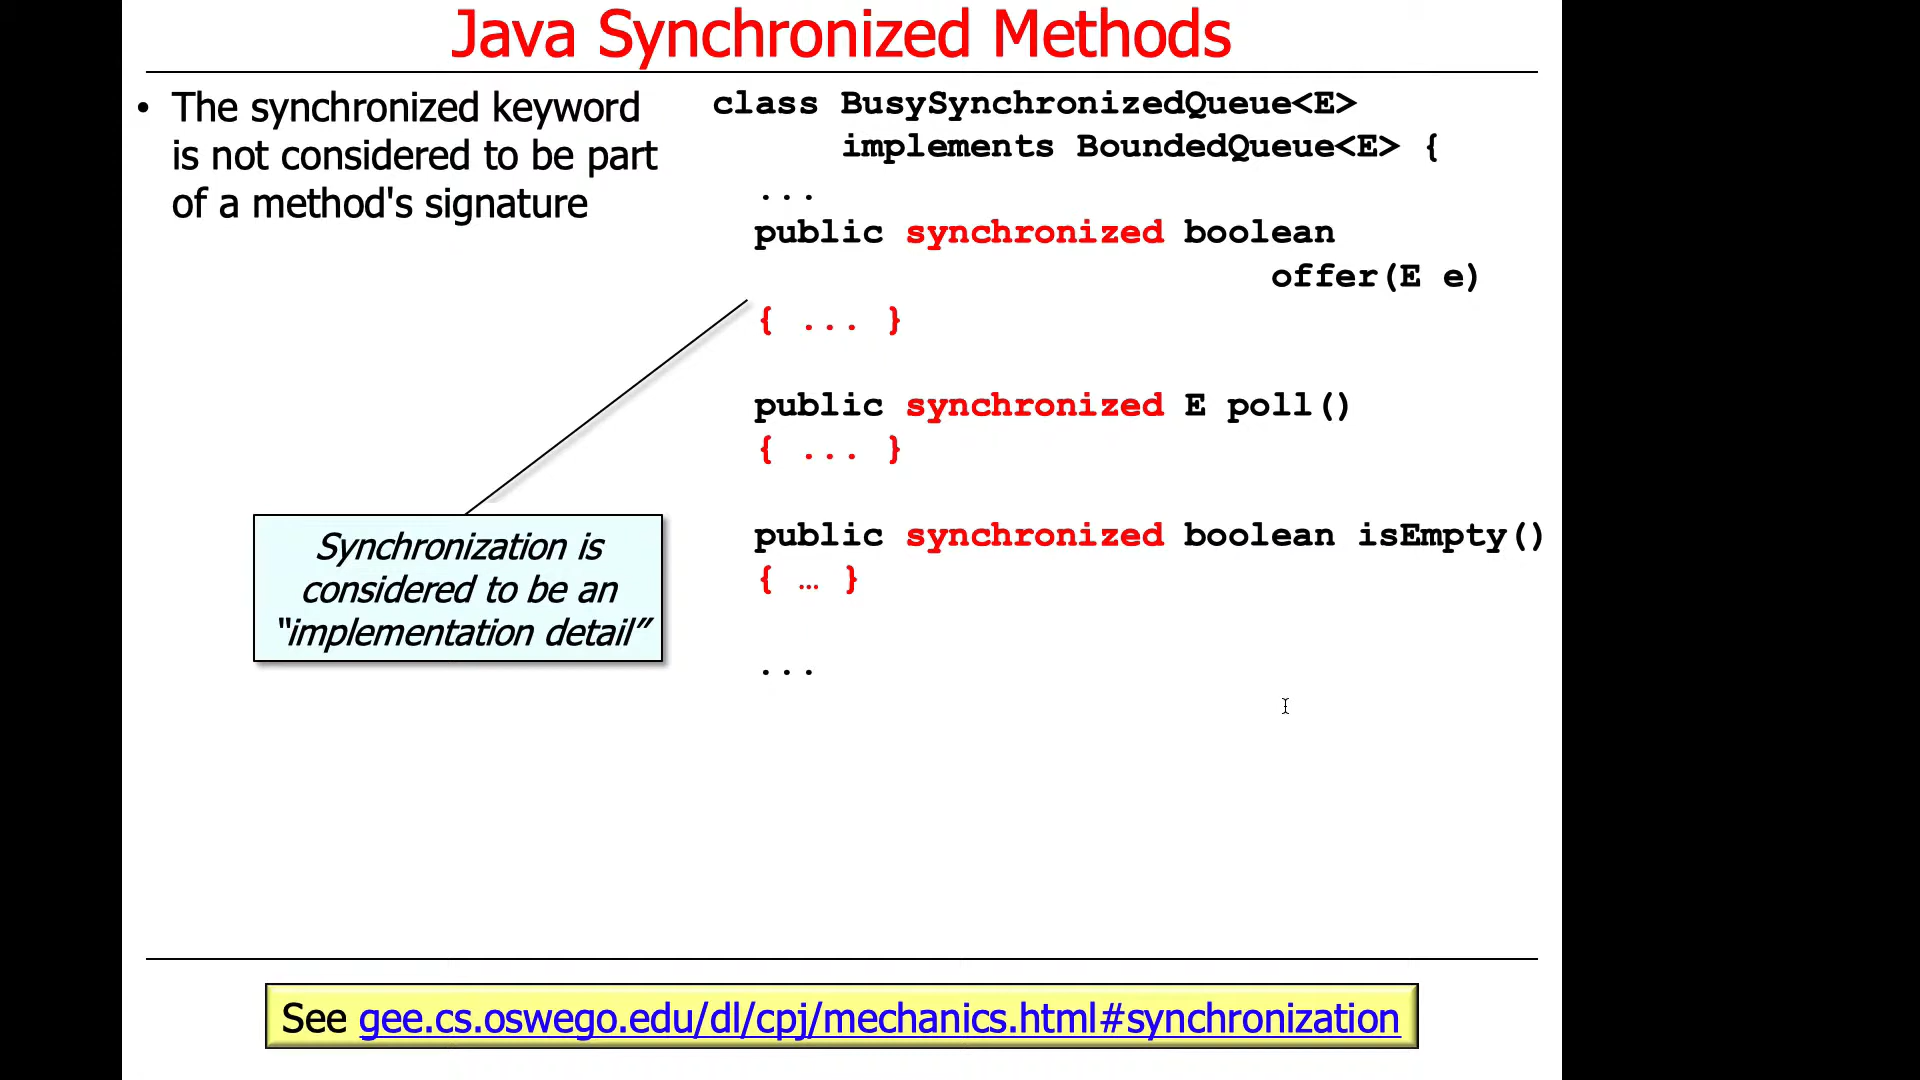 Java Synchronized Methods
• The synchronized keyword
is not considered to be part
of a method's signature
class BusySynchronizedQueue<E>
implements BoundedQueue<E> {
...
public synchronized boolean
offer(E e)
{ ... }
public synchronized E poll()
{ ... }
public synchronized boolean isEmpty()
{ … }
...
Synchronization is
considered to be an
“implementation detail”
See gee.cs.oswego.edu/dl/cpj/mechanics.html#synchronization